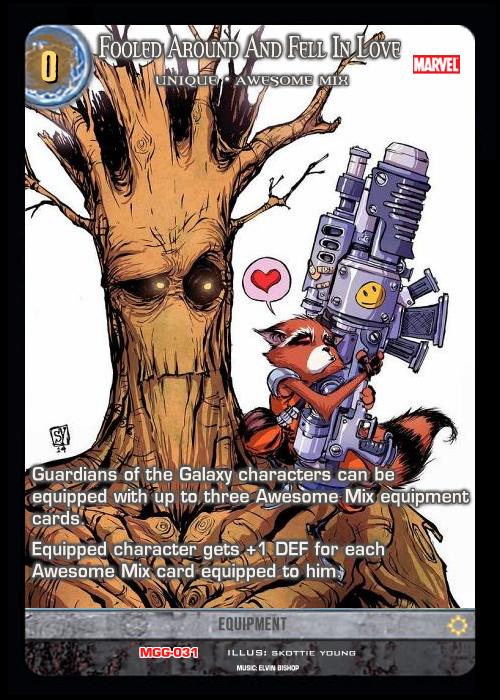 0
Fooled Around And Fell In Love
MARVEL
UNIQUE • AWESOME MIX
SY
14
Guardians of the Galaxy characters can be
equipped with up to three Awesome Mix equipment
cards.
Equipped character gets +1 DEF for each
Awesome Mix card equipped to him.
EQUIPMENT
MGG-031 ILLUS: SKOTTIE YOUNG
MUSIC: ELVIN BISHOP